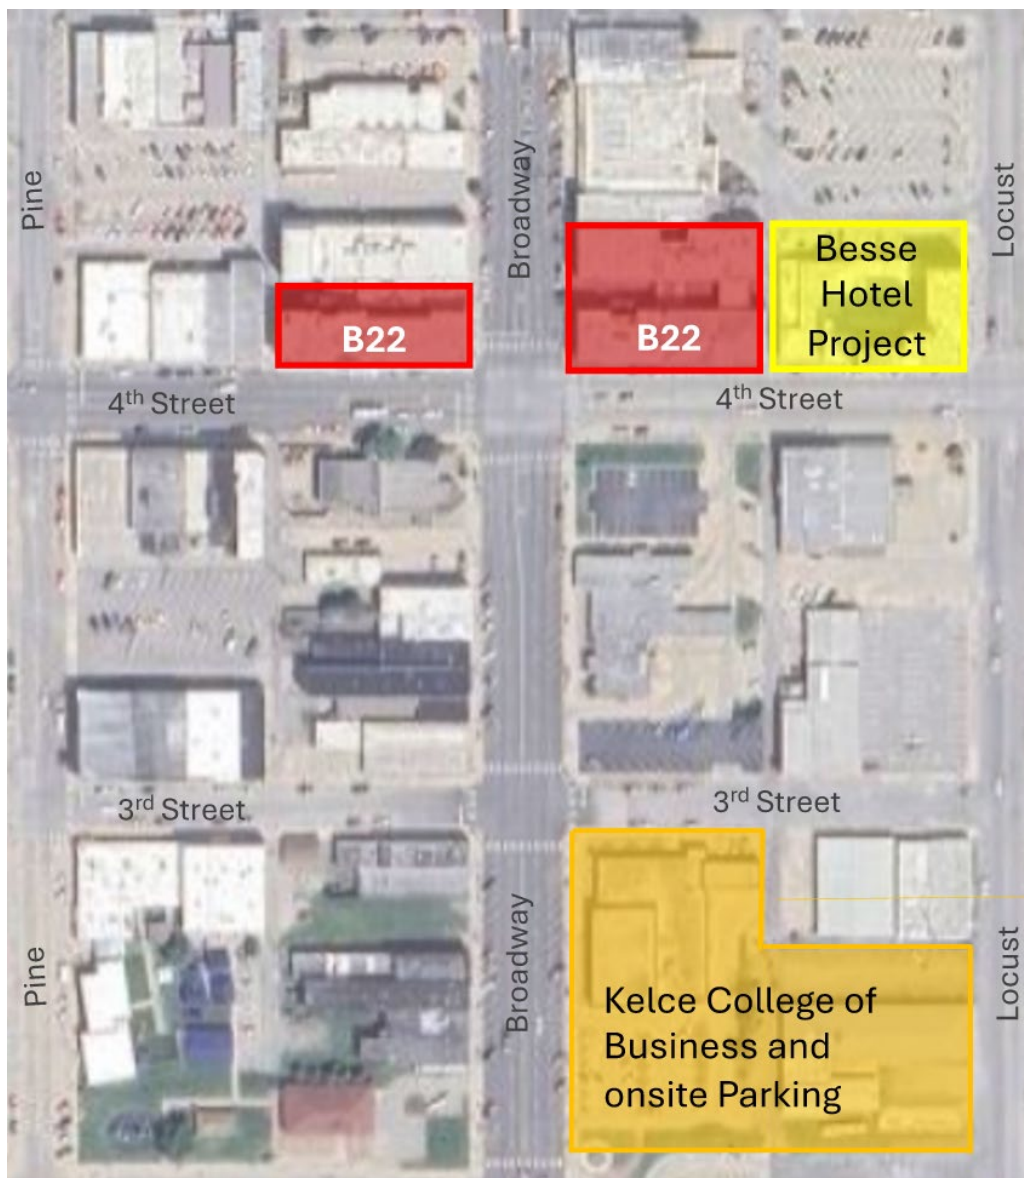 Pine
Broadway
Locust
Besse
Hotel
Project
B22
B22
4th Street
4th Street
3rd Street
3rd Street
Pine
Broadway
Locust
Kelce College of
Business and
onsite Parking